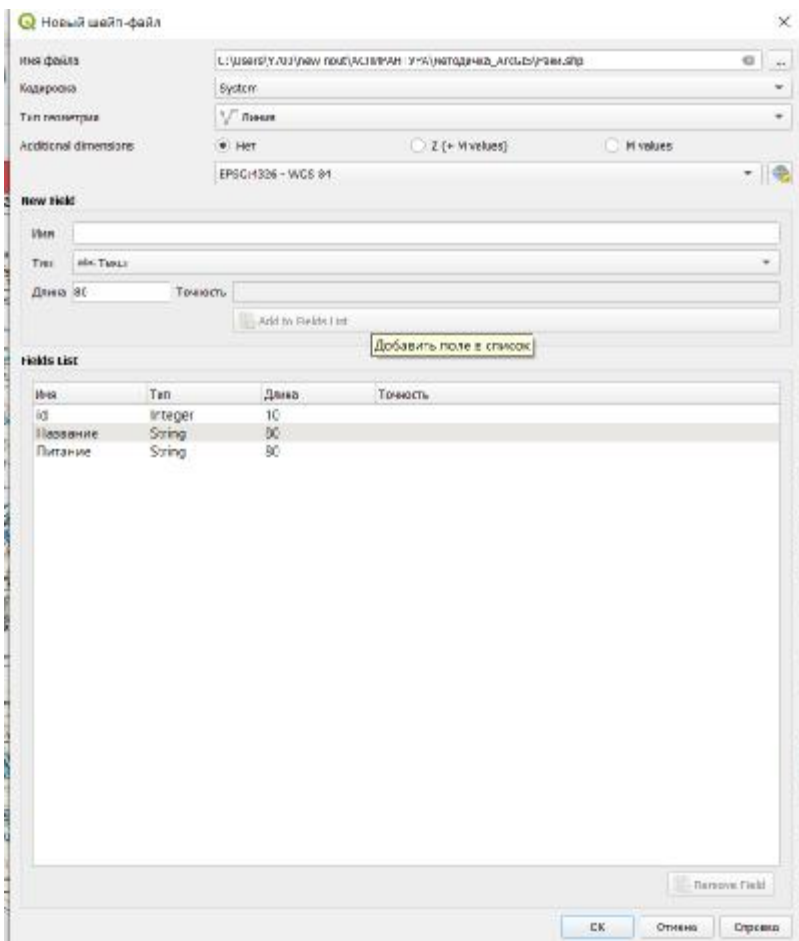 Новый шейп-файл
Имя файла
Кодировка System
Тип геометрии Линия
Additional dimensions Нет Z (+ M values) M values
EPSG:4326 - WGS 84
New Field
Имя
Тип abc Текст
Длина 80 Точность
Add to Fields List
Добавить поле в список
Fields List
Имя Тип Длина Точность
id Integer 10
Название String 80
Питание String 80
Remove Field
OK Отмена Справка